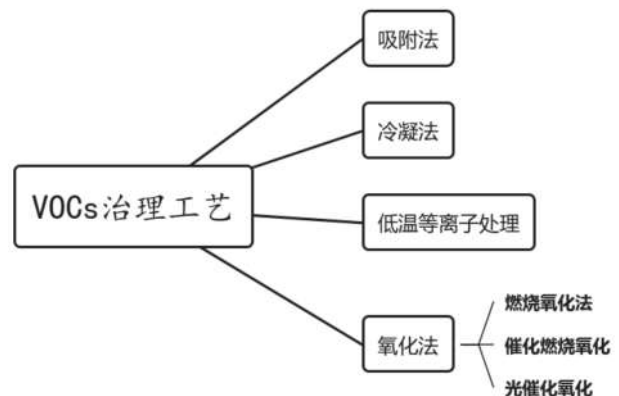 吸附法
冷凝法
VOCs治理工艺
低温等离子处理
氧化法
燃烧氧化法
催化燃烧氧化
光催化氧化